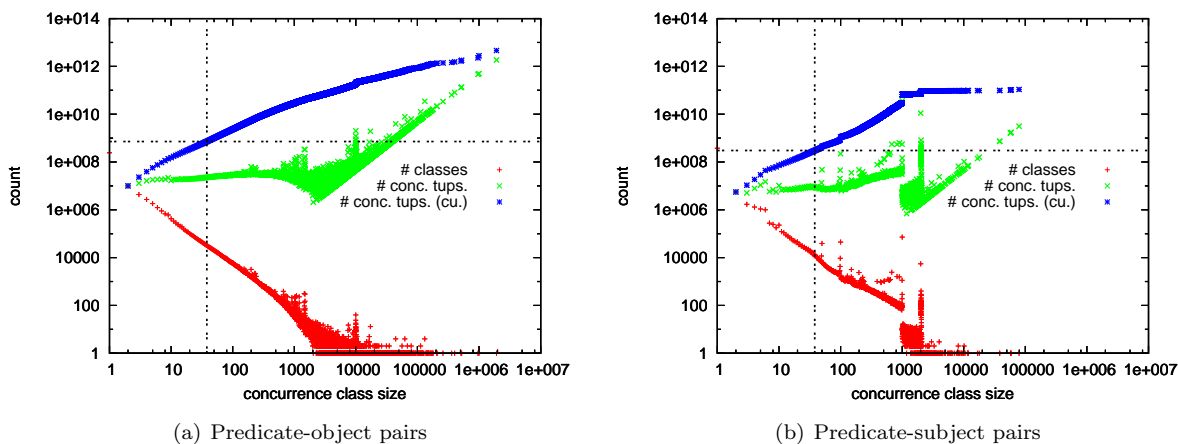 1e+014
1e+012
1e+010
1e+008
1e+006
10000
100
1
count
# classes
# conc. tups.
# conc. tups. (cu.)
1 10 100 1000 10000 100000 1e+006 1e+007
concurrence class size
(a) Predicate-object pairs
1e+014
1e+012
1e+010
1e+008
1e+006
10000
100
1
count
# classes
# conc. tups.
# conc. tups. (cu.)
1 10 100 1000 10000 100000 1e+006 1e+007
concurrence class size
(b) Predicate-subject pairs